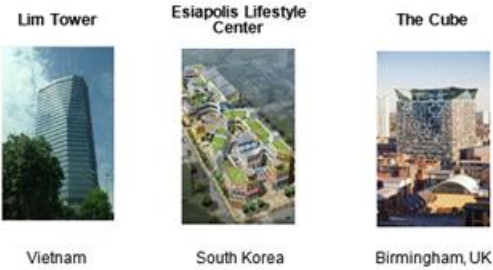 Lim Tower
Esiapolis Lifestyle
Center
The Cube
Vietnam
South Korea
Birmingham, UK